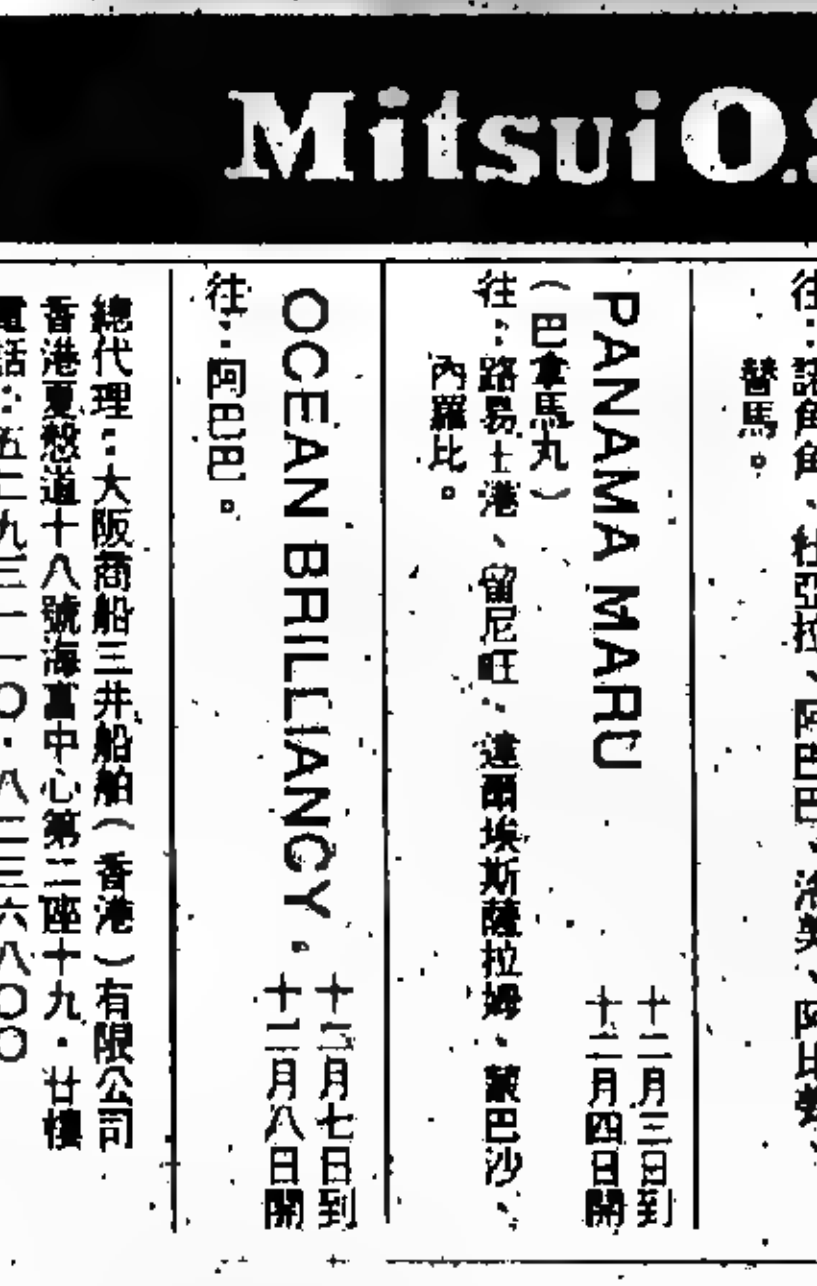 Mitsui O.S
往：諾角角、杜亞拉、阿巴巴、洛美、阿比讓、
替馬。
PANAMA MARU
十二月三日到
十二月四日開
（巴拿馬丸）
往：路易士港、留尼旺、達爾埃斯薩拉姆、蒙巴沙、
內羅比。
OCEAN BRILLIANCY.
十二月七日到
十二月八日開
往：阿巴巴。
總代理：大阪商船三井船舶（香港）有限公司
香港夏慤道十八號海富中心第二座十九・廿樓
電話：五二九三一一〇・八二三六八〇〇